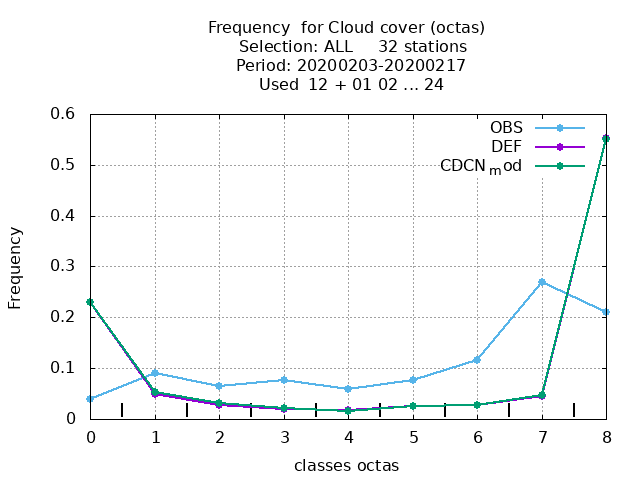 Frequency  for Cloud cover (octas)
Selection: ALL     32 stations
Period: 20200203-20200217
Used  12 + 01 02 ... 24
OBS
DEF
CDCN_mod
0.6
0.5
0.4
0.3
0.2
0.1
0
Frequency
0 1 2 3 4 5 6 7 8
classes octas